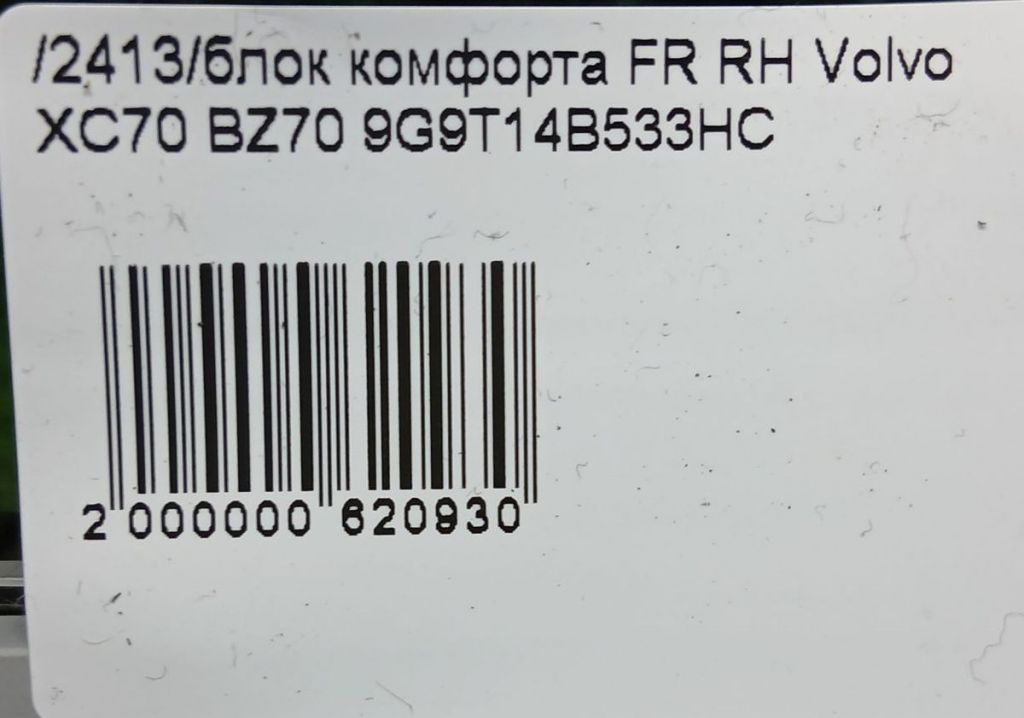 /2413/блок комфорта FR RH Volvo
XC70 BZ70 9G9T14B533HC
2 000000 620930